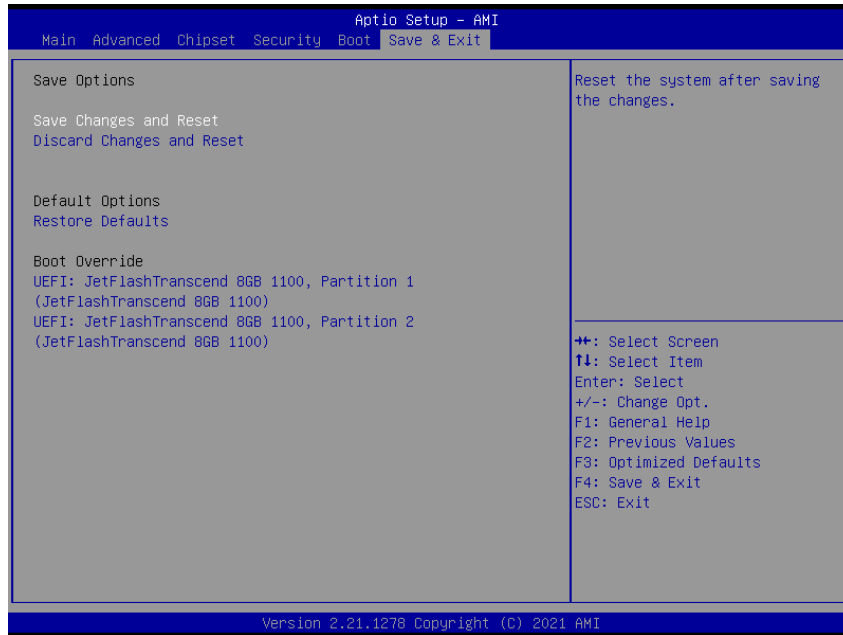 Aptio Setup – AMI
Main Advanced Chipset Security Boot Save & Exit
Save Options
Save Changes and Reset
Discard Changes and Reset
Default Options
Restore Defaults
Boot Override
UEFI: JetFlashTranscend 8GB 1100, Partition 1
(JetFlashTranscend 8GB 1100)
UEFI: JetFlashTranscend 8GB 1100, Partition 2
(JetFlashTranscend 8GB 1100)
Reset the system after saving
the changes.
→←: Select Screen
↑↓: Select Item
Enter: Select
+/-: Change Opt.
F1: General Help
F2: Previous Values
F3: Optimized Defaults
F4: Save & Exit
ESC: Exit
Version 2.21.1278 Copyright (C) 2021 AMI